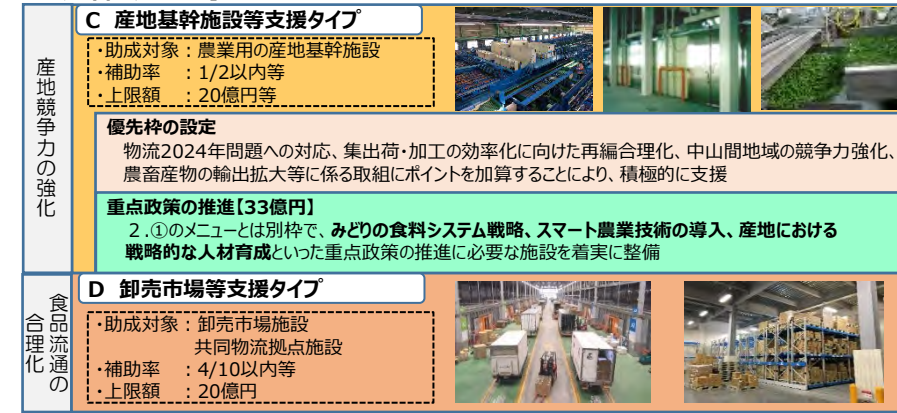 産地競争力の強化
C 産地基幹施設等支援タイプ
・助成対象：農業用の産地基幹施設
・補助率 ：1/2以内等
・上限額 ：20億円等
優先枠の設定
物流2024年問題への対応、集出荷・加工の効率化に向けた再編合理化、中山間地域の競争力強化、
農畜産物の輸出拡大等に係る取組にポイントを加算することにより、積極的に支援
重点政策の推進【33億円】
２.①のメニューとは別枠で、みどりの食料システム戦略、スマート農業技術の導入、産地における
戦略的な人材育成といった重点政策の推進に必要な施設を着実に整備
食品流通の
合理化
D 卸売市場等支援タイプ
・助成対象：卸売市場施設
共同物流拠点施設
・補助率 ：4/10以内等
・上限額 ：20億円